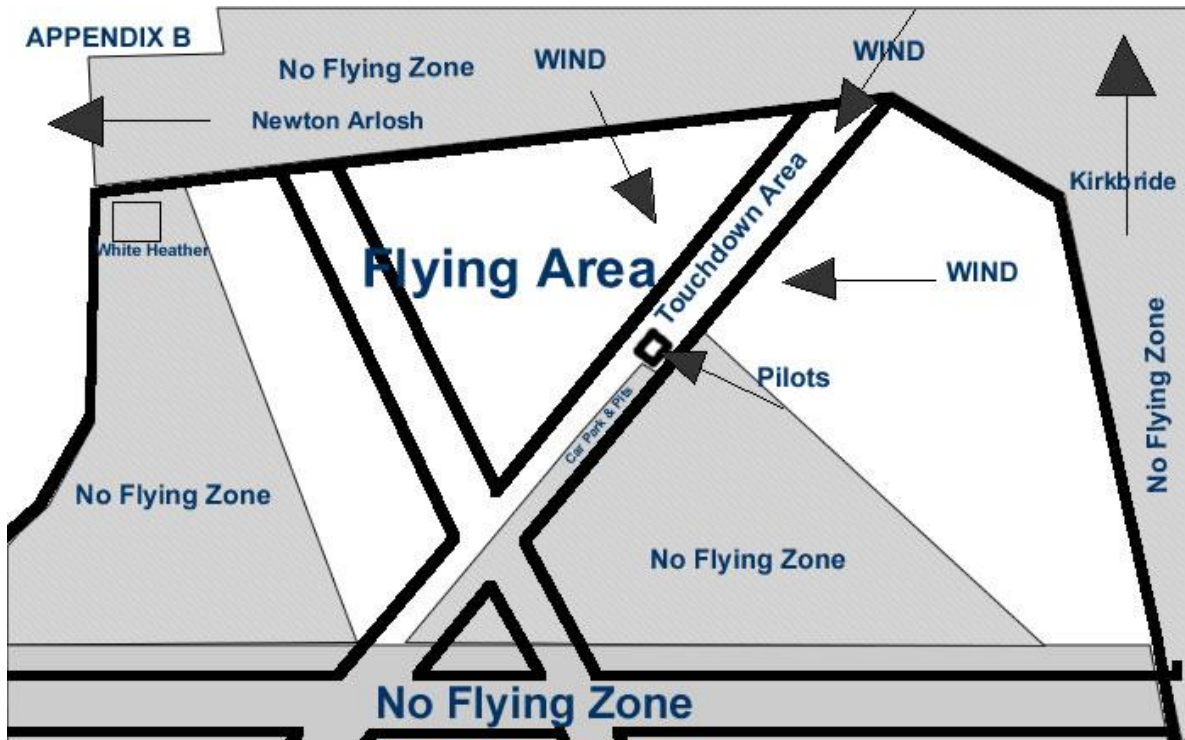 APPENDIX B
WIND
WIND
No Flying Zone
Newton Arlosh
Kirkbride
White Heather
Touchdown Area
Flying Area
WIND
No Flying Zone
Pilots
Car Park & Pits
No Flying Zone
No Flying Zone
No Flying Zone